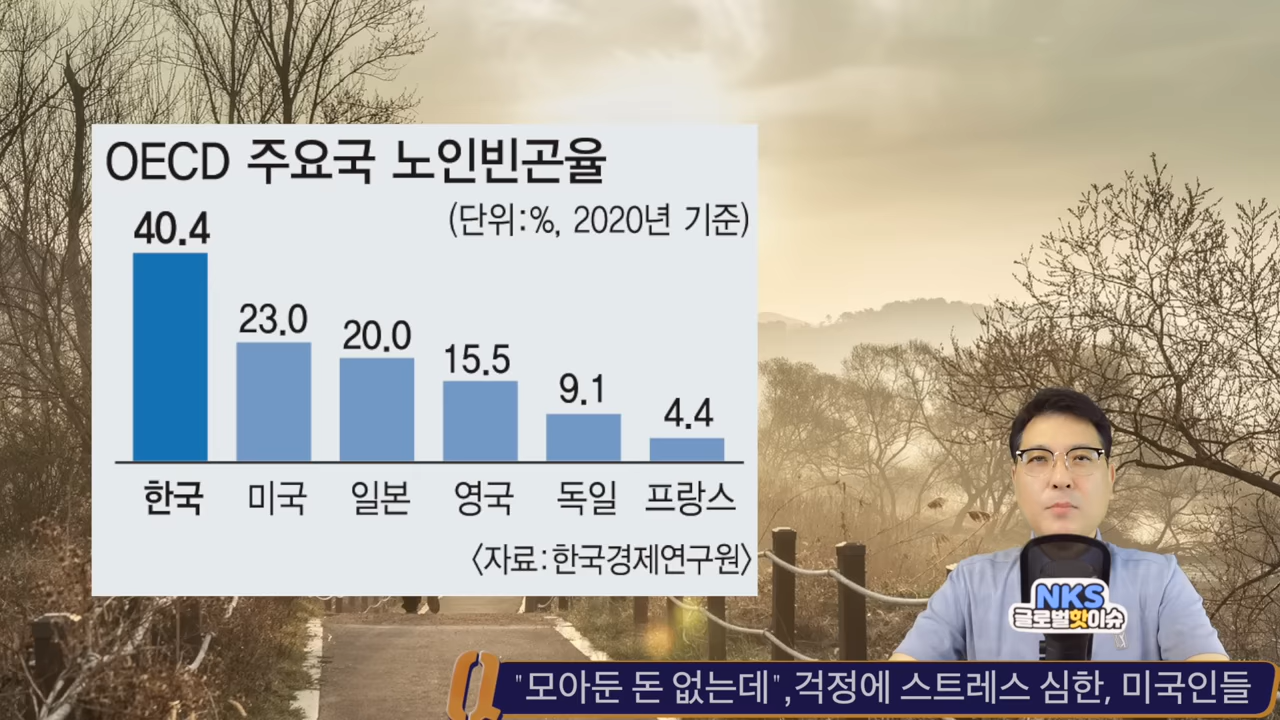 OECD 주요국 노인빈곤율
(단위:%, 2020년 기준)
40.4
23.0
20.0
15.5
9.1
4.4
한국 미국 일본 영국 독일 프랑스
〈자료:한국경제연구원〉
NKS
글로벌핫이슈
"모아둔 돈 없는데",걱정에 스트레스 심한, 미국인들